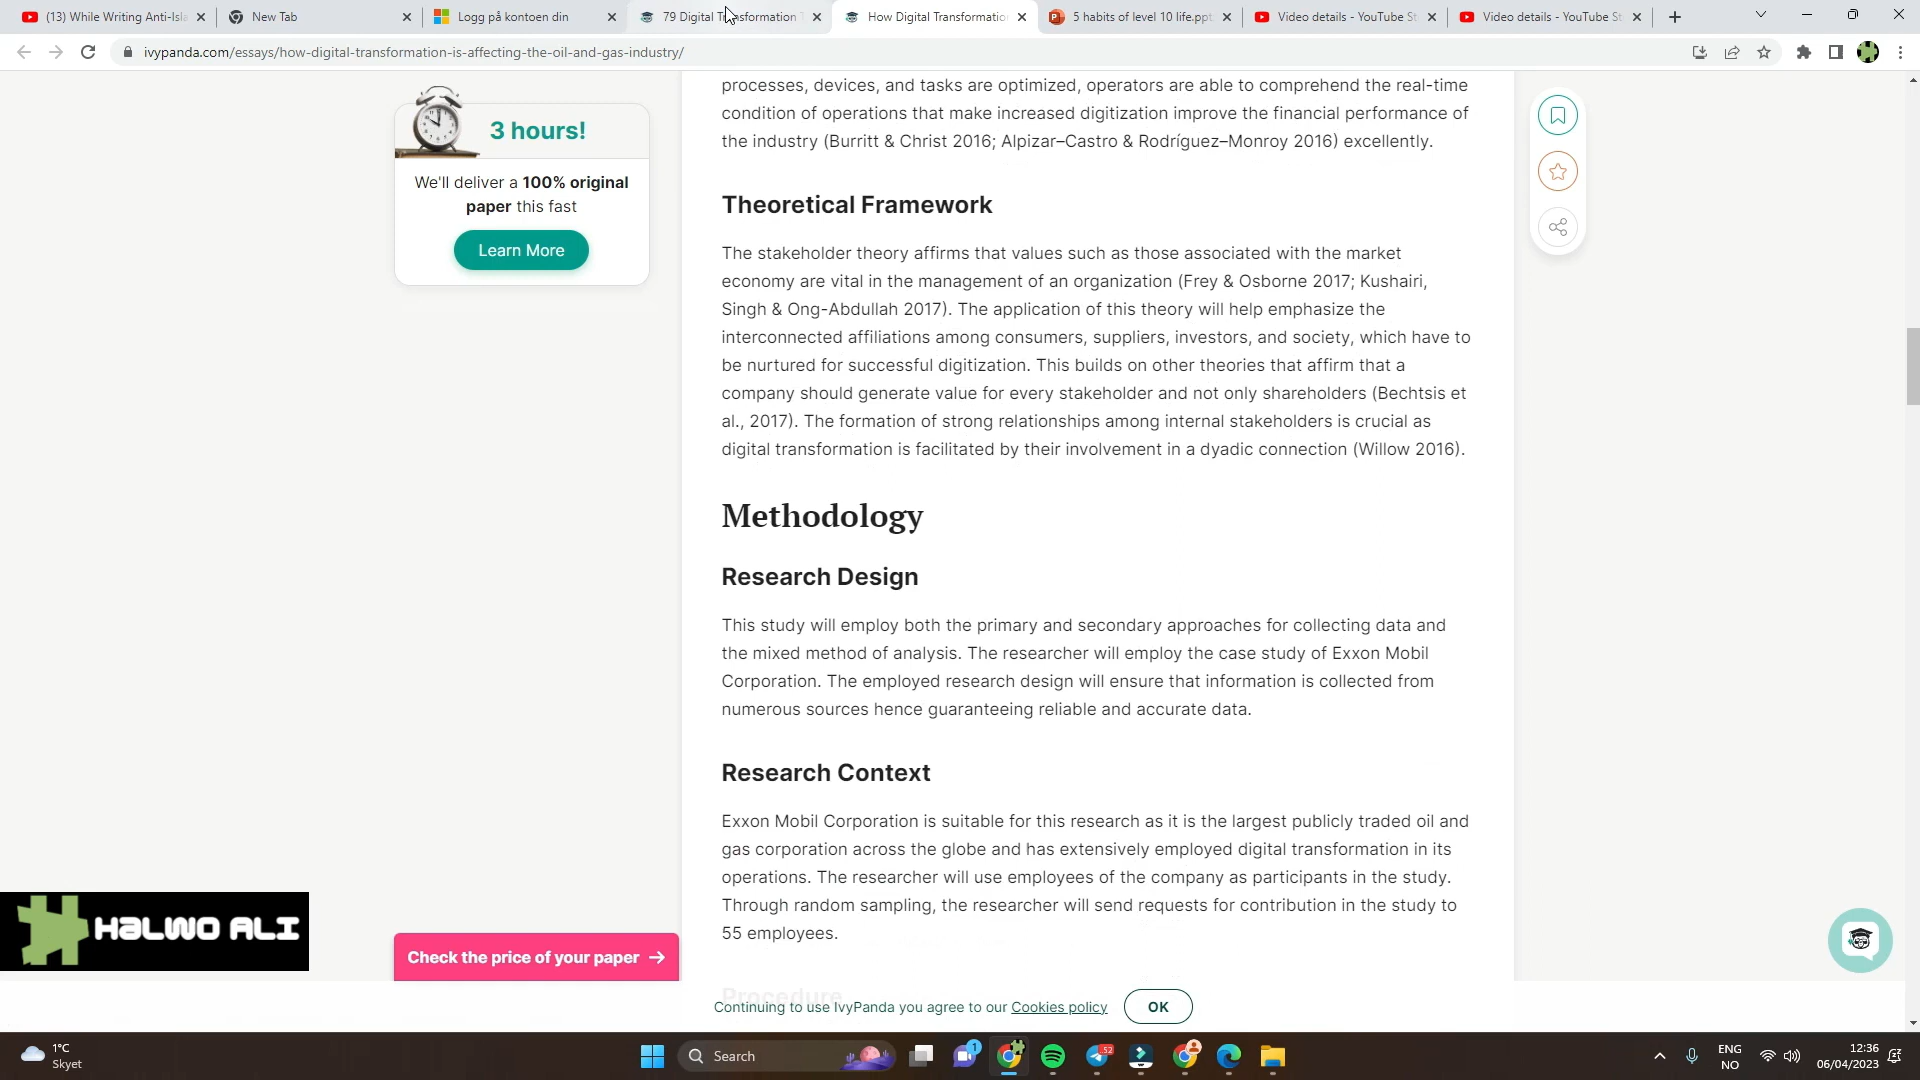 (13) While Writing Anti-Isla
New Tab
Logg på kontoen din
79 Digital Transformation T
How Digital Transformatio
5 habits of level 10 life.ppt
Video details - YouTube St
Video details - YouTube St
ivypanda.com/essays/how-digital-transformation-is-affecting-the-oil-and-gas-industry/
3 hours!
We'll deliver a 100% original
paper this fast
Learn More
processes, devices, and tasks are optimized, operators are able to comprehend the real-time
condition of operations that make increased digitization improve the financial performance of
the industry (Burritt & Christ 2016; Alpizar–Castro & Rodríguez–Monroy 2016) excellently.
Theoretical Framework
The stakeholder theory affirms that values such as those associated with the market
economy are vital in the management of an organization (Frey & Osborne 2017; Kushairi,
Singh & Ong-Abdullah 2017). The application of this theory will help emphasize the
interconnected affiliations among consumers, suppliers, investors, and society, which have to
be nurtured for successful digitization. This builds on other theories that affirm that a
company should generate value for every stakeholder and not only shareholders (Bechtsis et
al., 2017). The formation of strong relationships among internal stakeholders is crucial as
digital transformation is facilitated by their involvement in a dyadic connection (Willow 2016).
Methodology
Research Design
This study will employ both the primary and secondary approaches for collecting data and
the mixed method of analysis. The researcher will employ the case study of Exxon Mobil
Corporation. The employed research design will ensure that information is collected from
numerous sources hence guaranteeing reliable and accurate data.
Research Context
Exxon Mobil Corporation is suitable for this research as it is the largest publicly traded oil and
gas corporation across the globe and has extensively employed digital transformation in its
operations. The researcher will use employees of the company as participants in the study.
Through random sampling, the researcher will send requests for contribution in the study to
55 employees.
Procedure
HALWO ALI
Check the price of your paper →
Continuing to use IvyPanda you agree to our Cookies policy
OK
1°C
Skyet
Search
1
52
ENG
NO
12:36
06/04/2023